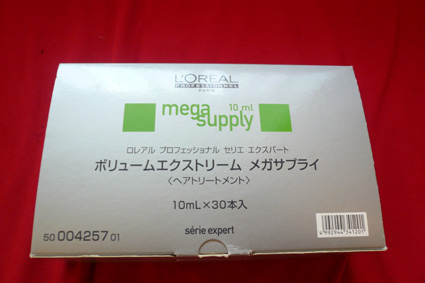 L'ORÉAL
PROFESSIONNEL
PARIS
mega 10 ml
supply
ロレアル プロフェッショナル セリエ エクスパート
ボリュームエクストリーム メガサプライ
〈ヘアトリートメント〉
10mL×30本入
50 004257 01
série expert
4 992944 541201